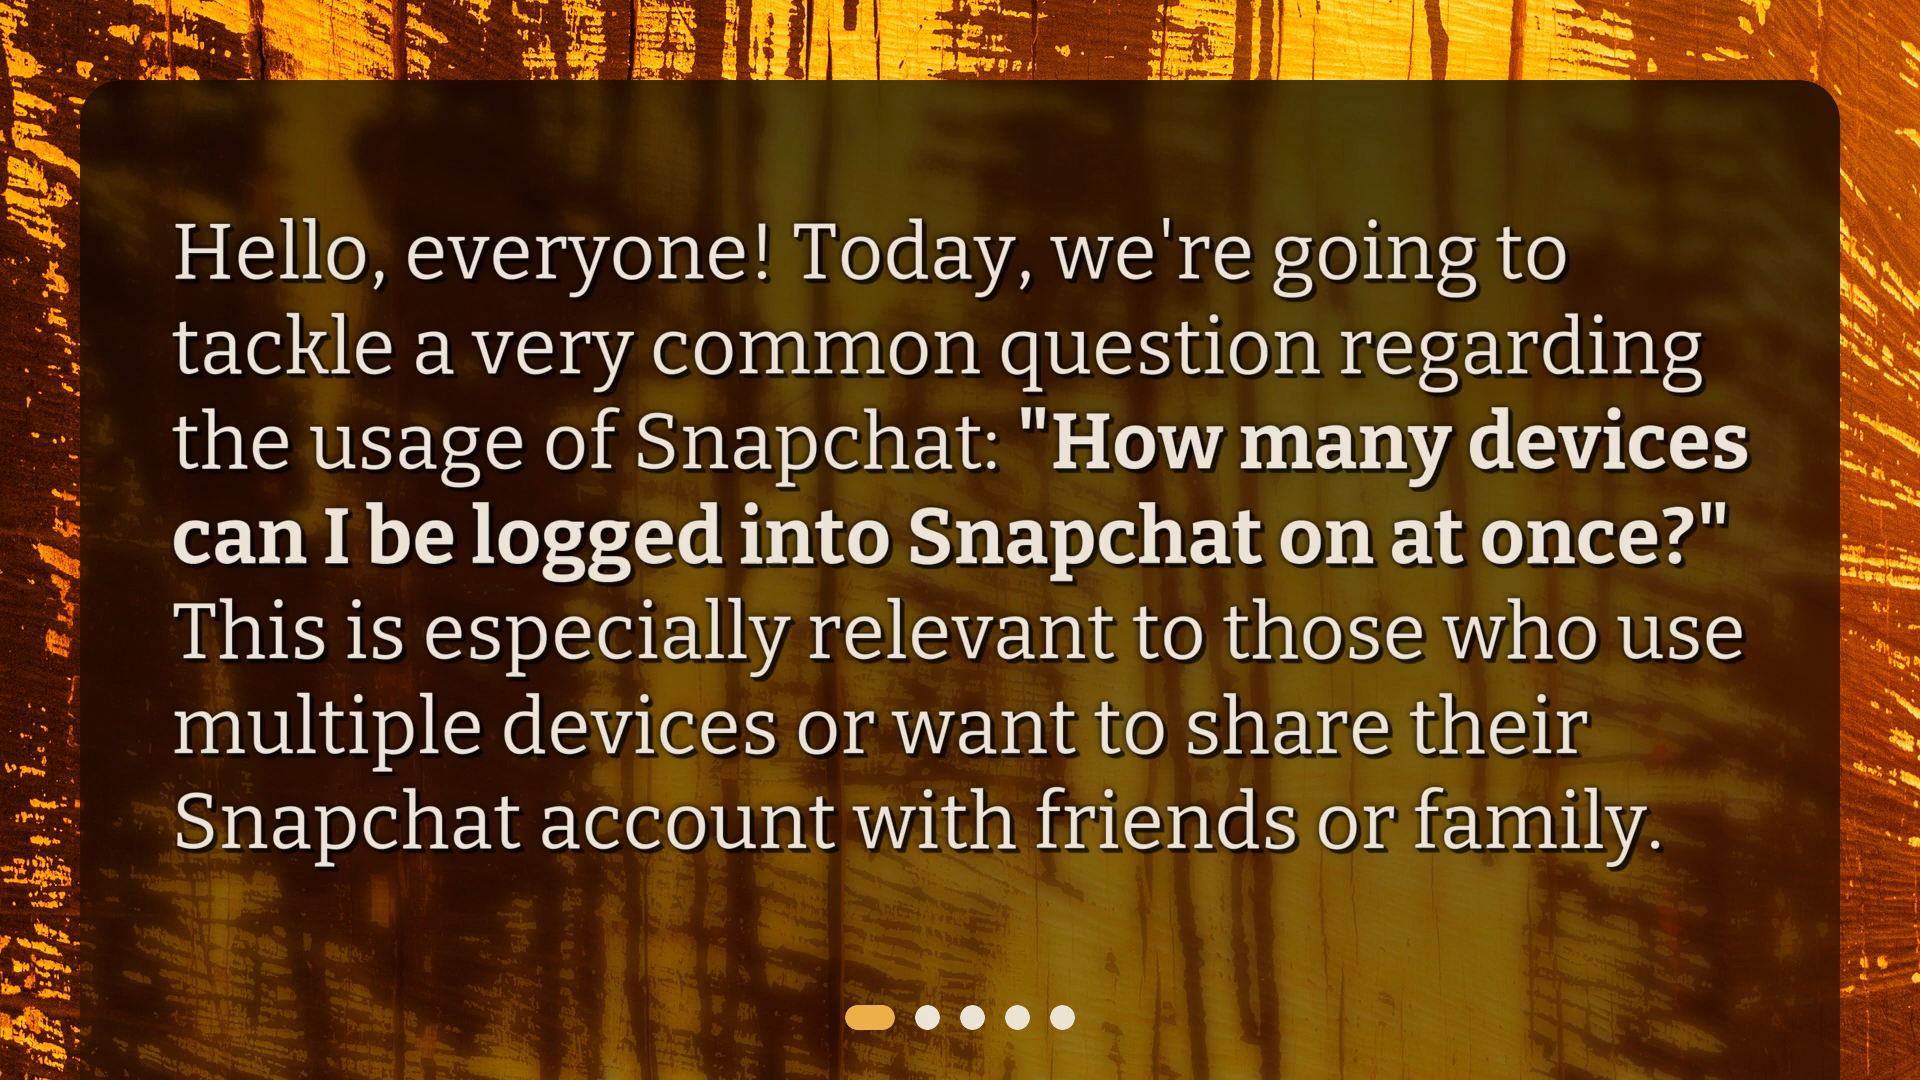 Hello, everyone! Today, we're going to
tackle a very common question regarding
the usage of Snapchat: "How many devices
can I be logged into Snapchat on at once?"
This is especially relevant to those who use
multiple devices or want to share their
Snapchat account with friends or family.